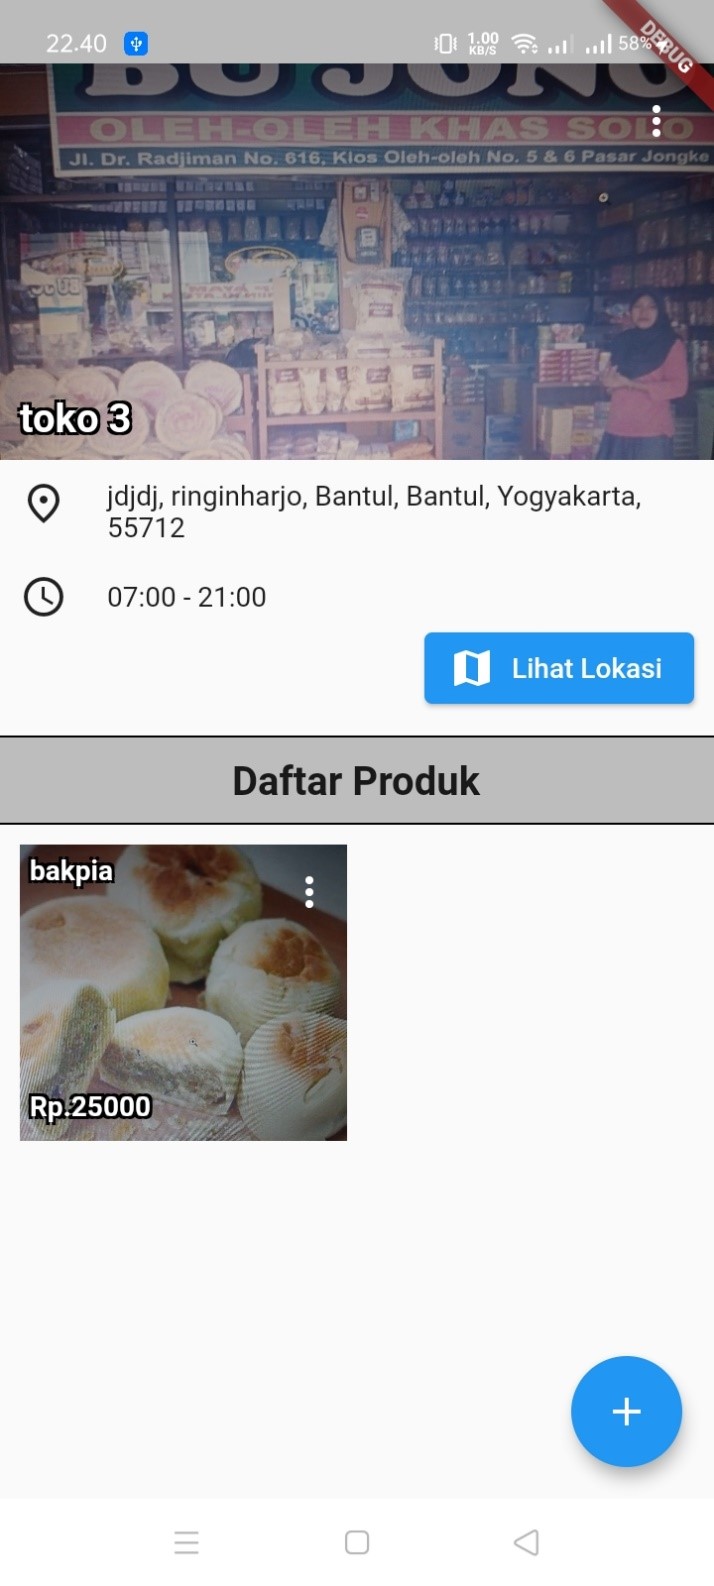 22.40
1.00
KB/S
58%
DEBUG
BU JONO
OLEH-OLEH KHAS SOLO
Jl. Dr. Radjiman No. 616, Kios Oleh-oleh No. 5 & 6 Pasar Jongke
toko 3
jdjdj, ringinharjo, Bantul, Bantul, Yogyakarta,
55712
07:00 - 21:00
Lihat Lokasi
Daftar Produk
bakpia
Rp.25000